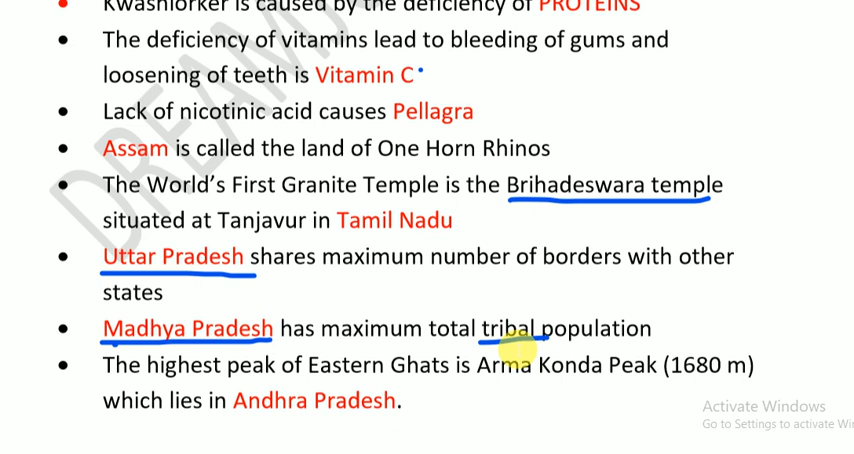 Kwashiorker is caused by the deficiency of PROTEINS
• The deficiency of vitamins lead to bleeding of gums and
loosening of teeth is Vitamin C
• Lack of nicotinic acid causes Pellagra
• Assam is called the land of One Horn Rhinos
• The World's First Granite Temple is the Brihadeswara temple
situated at Tanjavur in Tamil Nadu
• Uttar Pradesh shares maximum number of borders with other
states
• Madhya Pradesh has maximum total tribal population
• The highest peak of Eastern Ghats is Arma Konda Peak (1680 m)
which lies in Andhra Pradesh.
Activate Windows
Go to Settings to activate Wi
DREAM